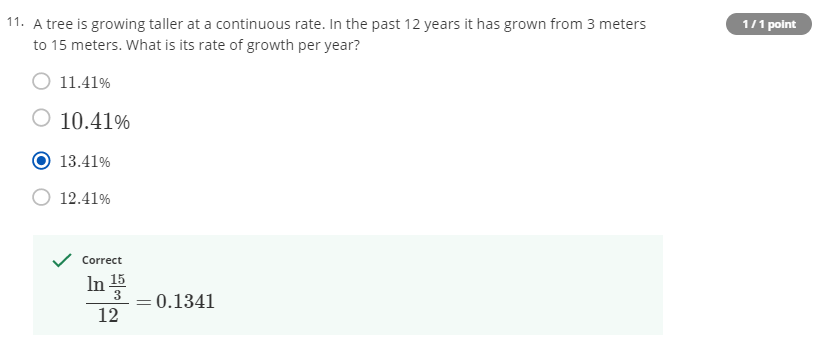 11. A tree is growing taller at a continuous rate. In the past 12 years it has grown from 3 meters
1 / 1 point
to 15 meters. What is its rate of growth per year?
11.41%
10.41%
13.41%
12.41%
Correct
ln 15/3
/ 12 = 0.1341